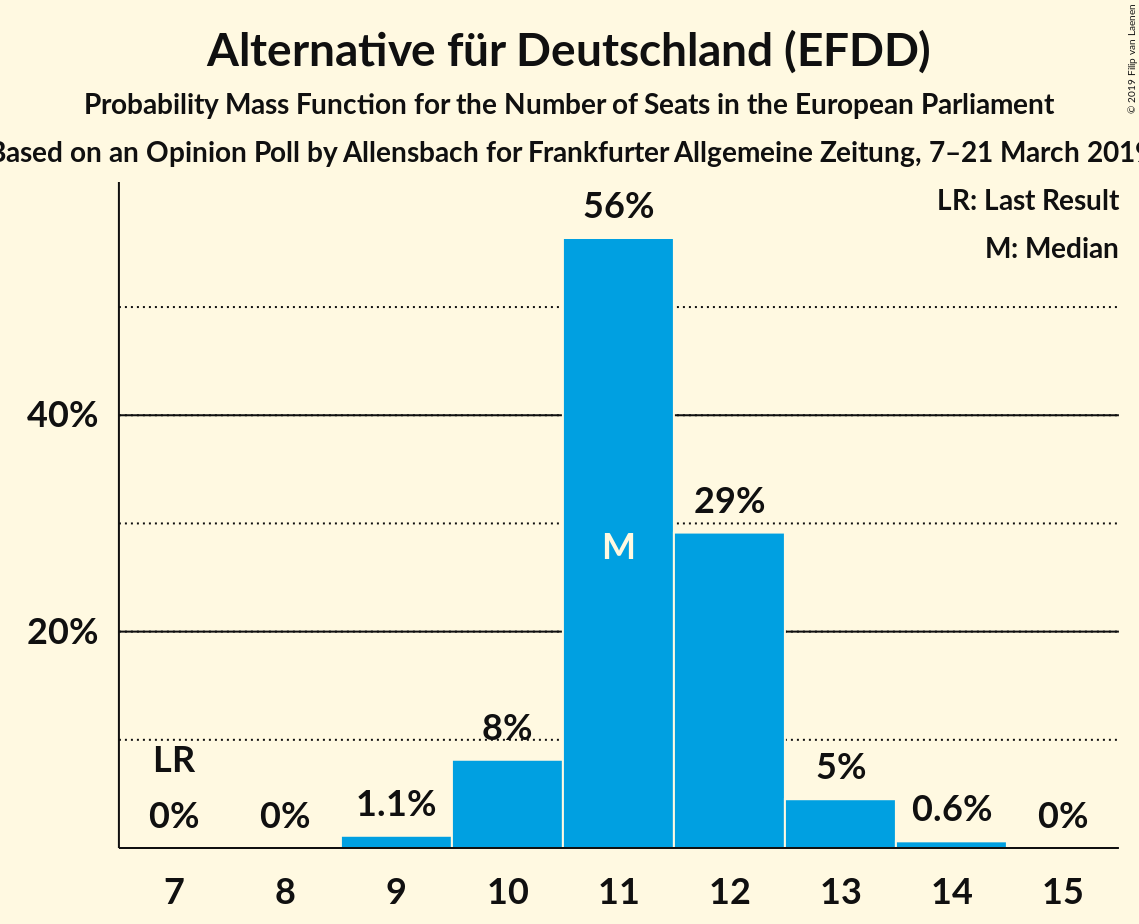 Alternative für Deutschland (EFDD)
Probability Mass Function for the Number of Seats in the European Parliament
Based on an Opinion Poll by Allensbach for Frankfurter Allgemeine Zeitung, 7–21 March 2019
© 2019 Filip van Laenen
LR: Last Result
M: Median
56%
40%
29%
M
20%
8%
LR
5%
1.1%
0.6%
0%
0%
0%
7 8 9 10 11 12 13 14 15